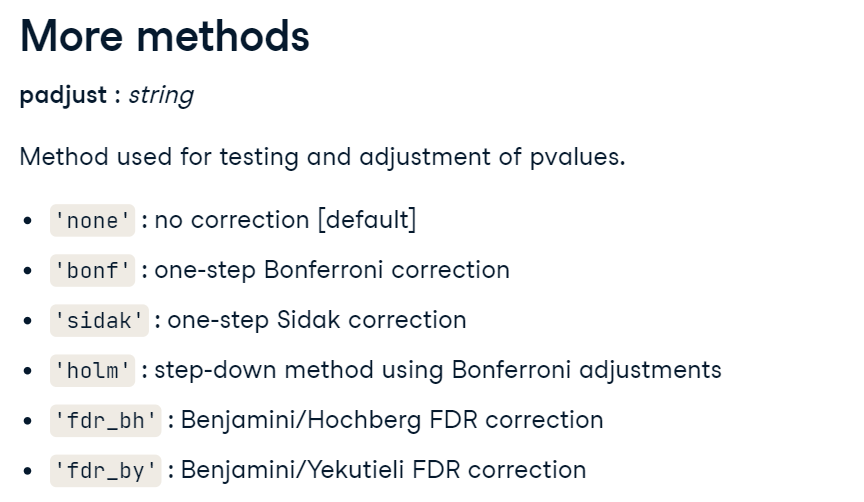 More methods
padjust : string
Method used for testing and adjustment of pvalues.
• 'none' : no correction [default]
• 'bonf' : one-step Bonferroni correction
• 'sidak' : one-step Sidak correction
• 'holm' : step-down method using Bonferroni adjustments
• 'fdr_bh' : Benjamini/Hochberg FDR correction
• 'fdr_by' : Benjamini/Yekutieli FDR correction